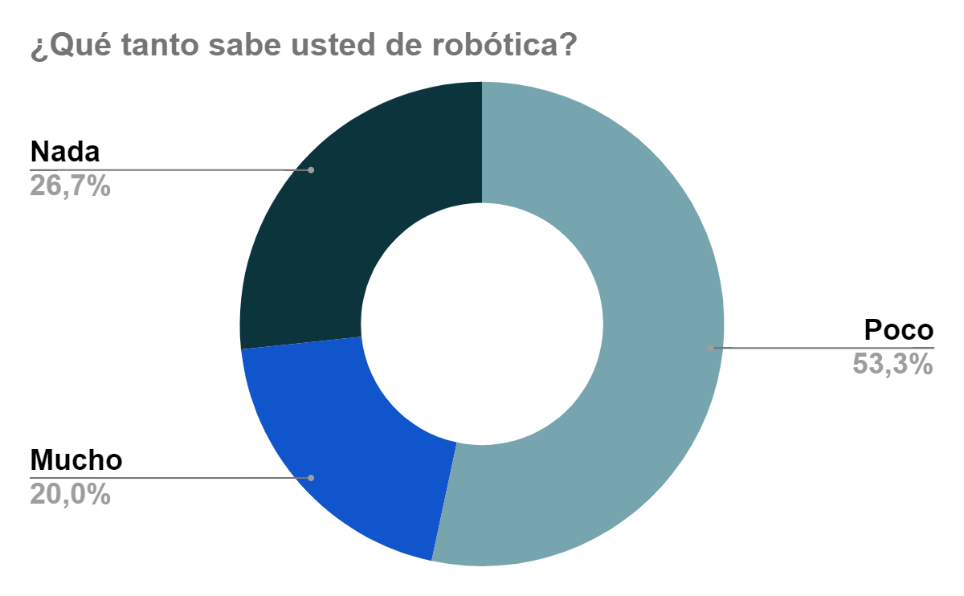 ¿Qué tanto sabe usted de robótica?
Nada
26,7%
Poco
53,3%
Mucho
20,0%